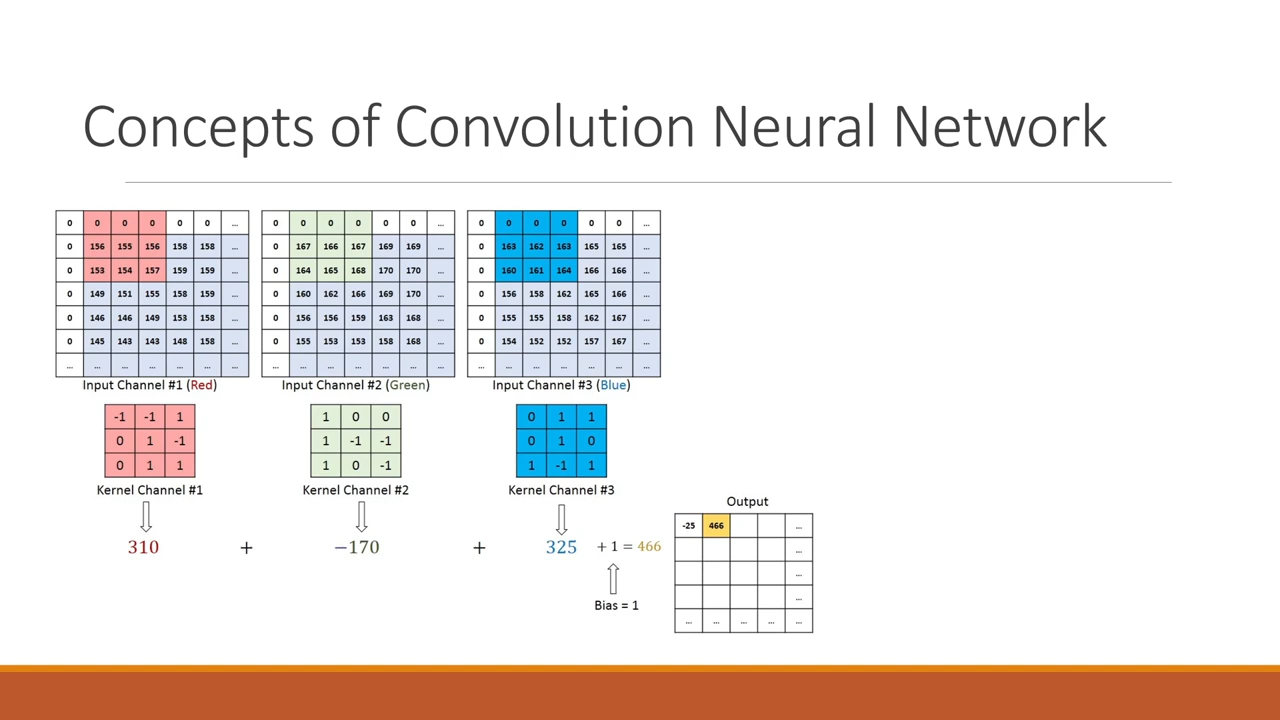 Concepts of Convolution Neural Network
0 0 0 0 0 0 ...
0 156 155 156 158 158 ...
0 153 154 157 159 159 ...
0 149 151 155 158 159 ...
0 146 146 149 153 158 ...
0 145 143 143 148 158 ...
... ... ... ... ... ... ...
Input Channel #1 (Red)
0 0 0 0 0 0 ...
0 167 166 167 169 169 ...
0 164 165 168 170 170 ...
0 160 162 166 169 170 ...
0 156 156 159 163 168 ...
0 155 153 153 158 168 ...
... ... ... ... ... ... ...
Input Channel #2 (Green)
0 0 0 0 0 0 ...
0 163 162 163 165 165 ...
0 160 161 164 166 166 ...
0 156 158 162 165 166 ...
0 155 155 158 162 167 ...
0 154 152 152 157 167 ...
... ... ... ... ... ... ...
Input Channel #3 (Blue)
-1 -1 1
0 1 -1
0 1 1
Kernel Channel #1
1 0 0
1 -1 -1
1 0 -1
Kernel Channel #2
0 1 1
0 1 0
1 -1 1
Kernel Channel #3
310 + −170 + 325 + 1 = 466
Bias = 1
Output
-25 466 ...
...
...
...
... ... ... ... ...